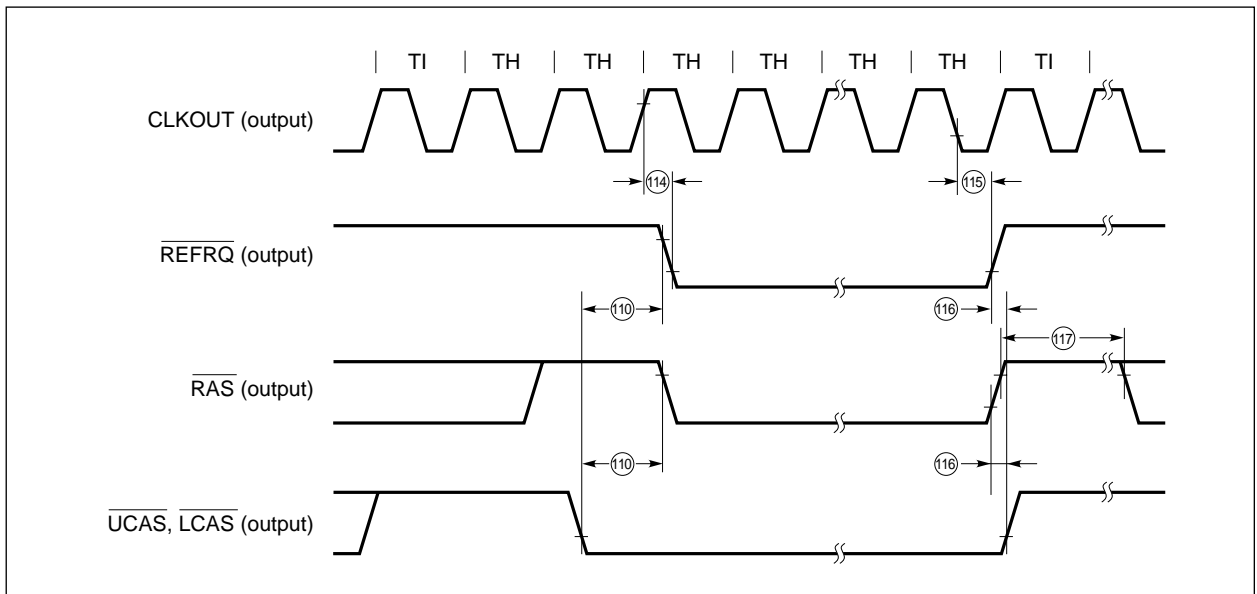 TI TH TH TH TH TH TH TI
CLKOUT (output)
114 115
REFRQ (output)
110 116
117
RAS (output)
110 116
UCAS, LCAS (output)